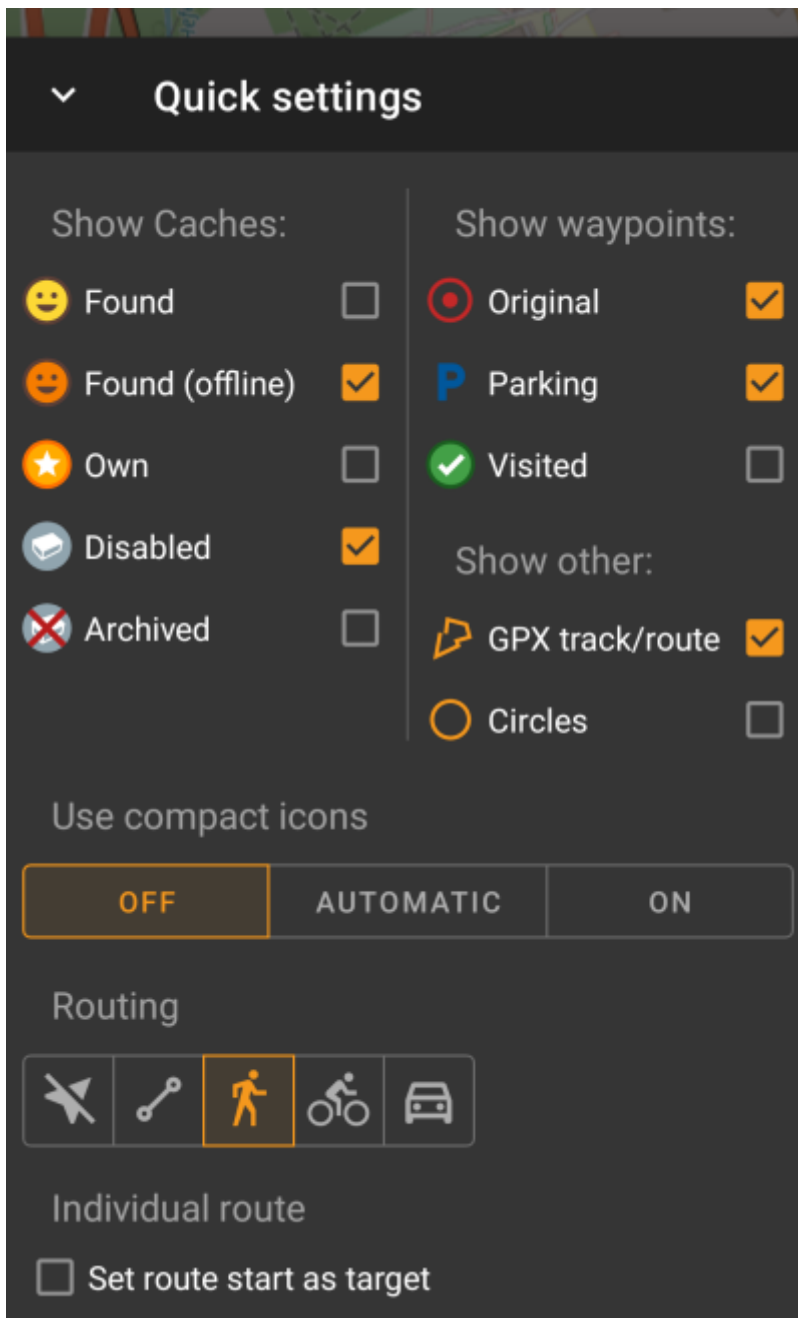 Quick settings
Show Caches:
Found
Found (offline)
Own
Disabled
Archived
Show waypoints:
Original
P Parking
Visited
Show other:
GPX track/route
Circles
Use compact icons
OFF AUTOMATIC ON
Routing
Individual route
Set route start as target